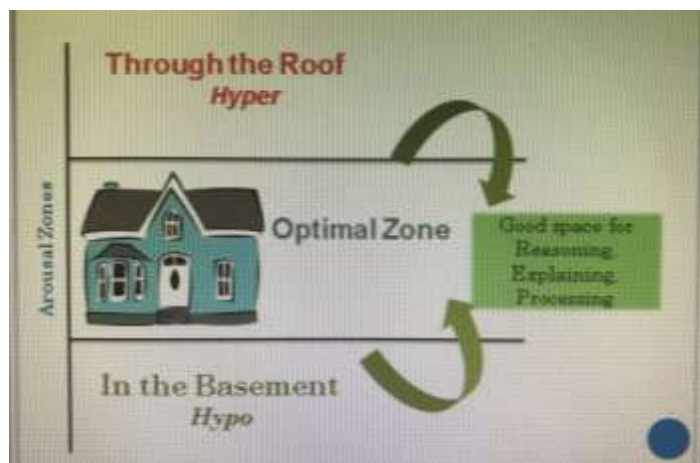 Through the Roof
Hyper
Arousal Zones
Optimal Zone
Good space for
Reasoning,
Explaining,
Processing
In the Basement
Hypo